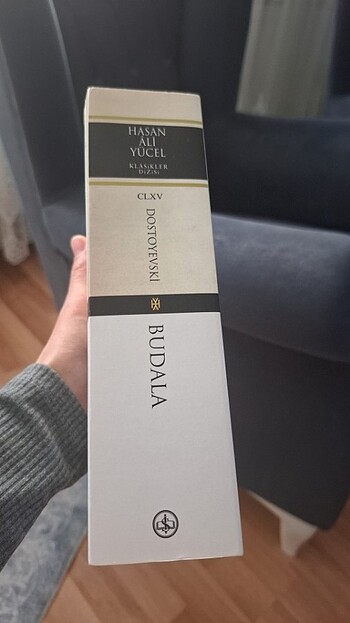 HASAN
ÂLİ
YÜCEL
KLASİKLER
DİZİSİ
CLXV
DOSTOYEVSKİ
BUDALA